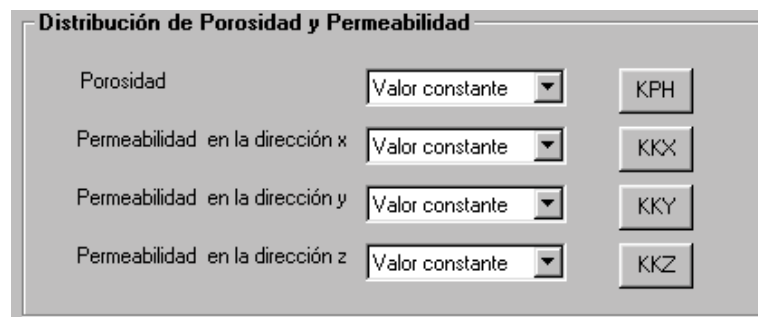 Distribución de Porosidad y Permeabilidad
Porosidad Valor constante KPH
Permeabilidad en la dirección x Valor constante KKX
Permeabilidad en la dirección y Valor constante KKY
Permeabilidad en la dirección z Valor constante KKZ